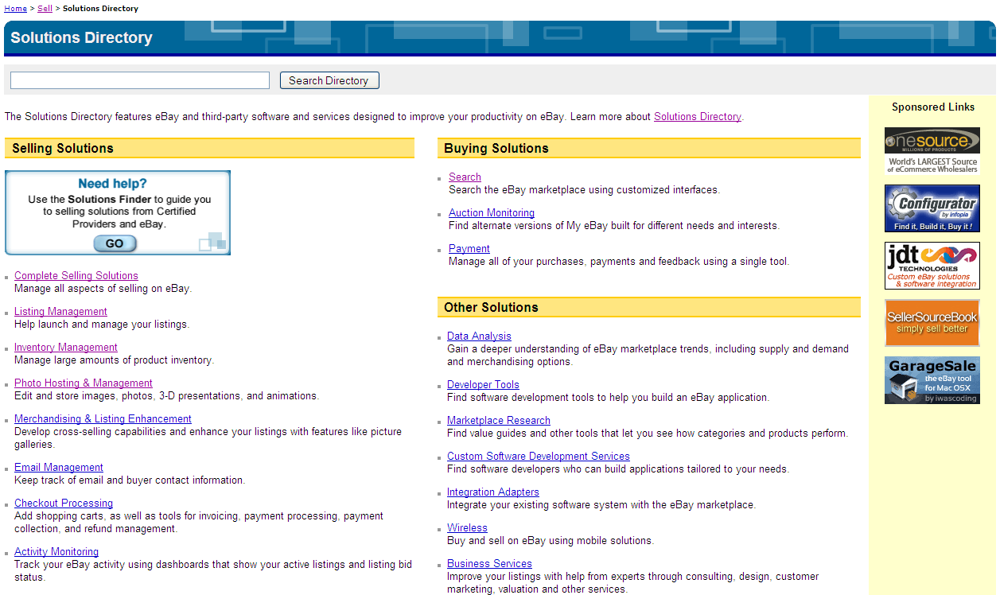 Home > Sell > Solutions Directory
Solutions Directory
Search Directory
The Solutions Directory features eBay and third-party software and services designed to improve your productivity on eBay. Learn more about Solutions Directory.
Selling Solutions
Need help?
Use the Solutions Finder to guide you
to selling solutions from Certified
Providers and eBay.
GO
Complete Selling Solutions
Manage all aspects of selling on eBay.
Listing Management
Help launch and manage your listings.
Inventory Management
Manage large amounts of product inventory.
Photo Hosting & Management
Edit and store images, photos, 3-D presentations, and animations.
Merchandising & Listing Enhancement
Develop cross-selling capabilities and enhance your listings with features like picture
galleries.
Email Management
Keep track of email and buyer contact information.
Checkout Processing
Add shopping carts, as well as tools for invoicing, payment processing, payment
collection, and refund management.
Activity Monitoring
Track your eBay activity using dashboards that show your active listings and listing bid
status.
Buying Solutions
Search
Search the eBay marketplace using customized interfaces.
Auction Monitoring
Find alternate versions of My eBay built for different needs and interests.
Payment
Manage all of your purchases, payments and feedback using a single tool.
Other Solutions
Data Analysis
Gain a deeper understanding of eBay marketplace trends, including supply and demand
and merchandising options.
Developer Tools
Find software development tools to help you build an eBay application.
Marketplace Research
Find value guides and other tools that let you see how categories and products perform.
Custom Software Development Services
Find software developers who can build applications tailored to your needs.
Integration Adapters
Integrate your existing software system with the eBay marketplace.
Wireless
Buy and sell on eBay using mobile solutions.
Business Services
Improve your listings with help from experts through consulting, design, customer
marketing, valuation and other services.
Sponsored Links
onesource
MILLIONS OF PRODUCTS
World's LARGEST Source
of eCommerce Wholesalers
Configurator
by infopia
Find it, Build it, Buy it!
jdt
TECHNOLOGIES
Custom eBay solutions
& software integration
SellerSourceBook
simply sell better
GarageSale
the eBay tool
for Mac OSX
by iwascoding